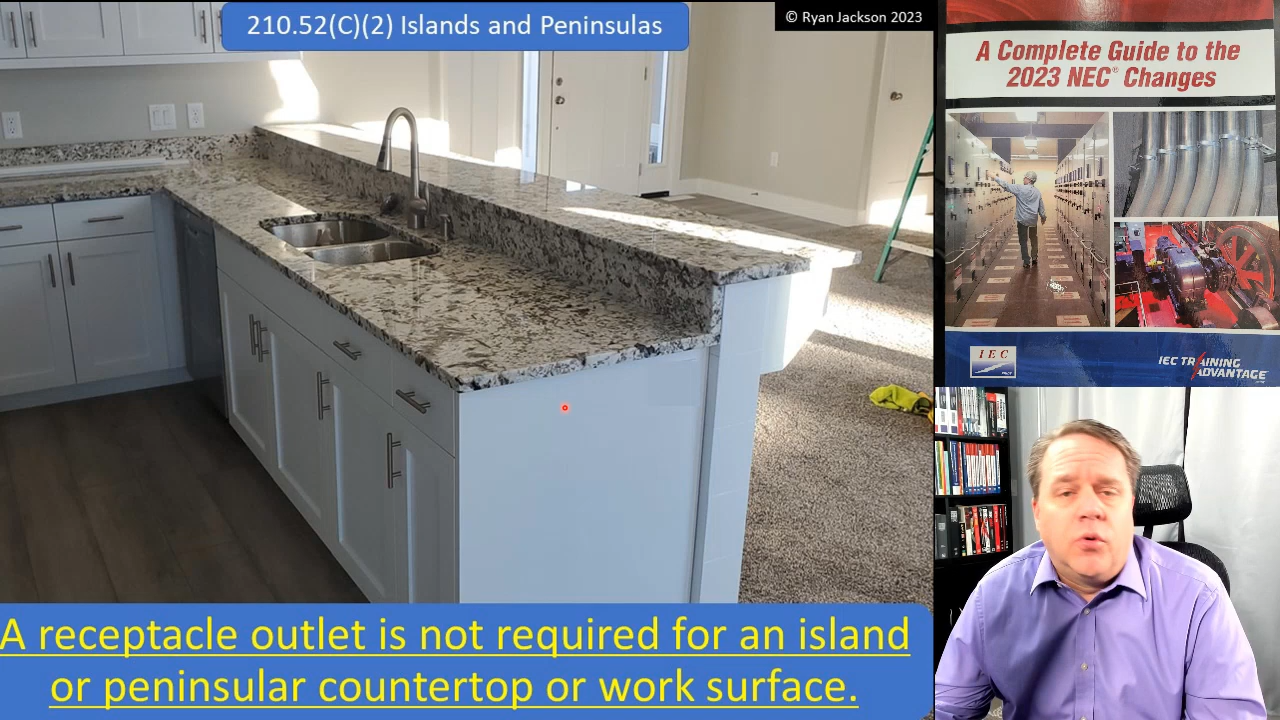 210.52(C)(2) Islands and Peninsulas
© Ryan Jackson 2023
A Complete Guide to the
2023 NEC® Changes
IEC
IEC TRAINING
ADVANTAGE
A receptacle outlet is not required for an island
or peninsular countertop or work surface.